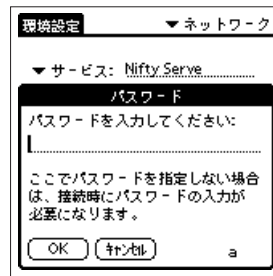 環境設定 ▼ネットワーク
▼サービス: Nifty Serve
パスワード
パスワードを入力してください:
ここでパスワードを指定しない場合
は、接続時にパスワードの入力が
必要になります。
OK ｷｬﾝｾﾙ a